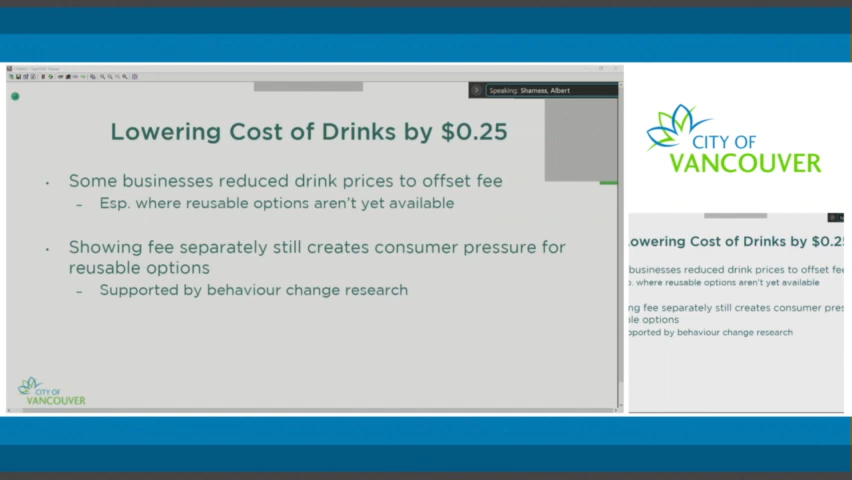 Speaking: Shamess, Albert
Lowering Cost of Drinks by $0.25
• Some businesses reduced drink prices to offset fee
– Esp. where reusable options aren't yet available
• Showing fee separately still creates consumer pressure for
reusable options
– Supported by behaviour change research
CITY OF
VANCOUVER
CITY OF
VANCOUVER
owering Cost of Drinks by $0.2
businesses reduced drink prices to offset fee
. where reusable options aren't yet available
ng fee separately still creates consumer pres
le options
pported by behaviour change research